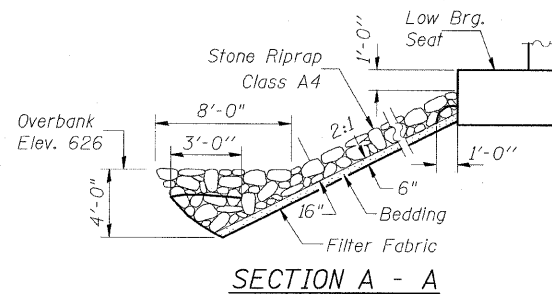 Low Brg.
Seat
1'-0"
Stone Riprap
Class A4
8'-0"
Overbank
Elev. 626
3'-0"
2:1
4'-0"
1'-0"
6"
16"
Bedding
Filter Fabric
SECTION A - A